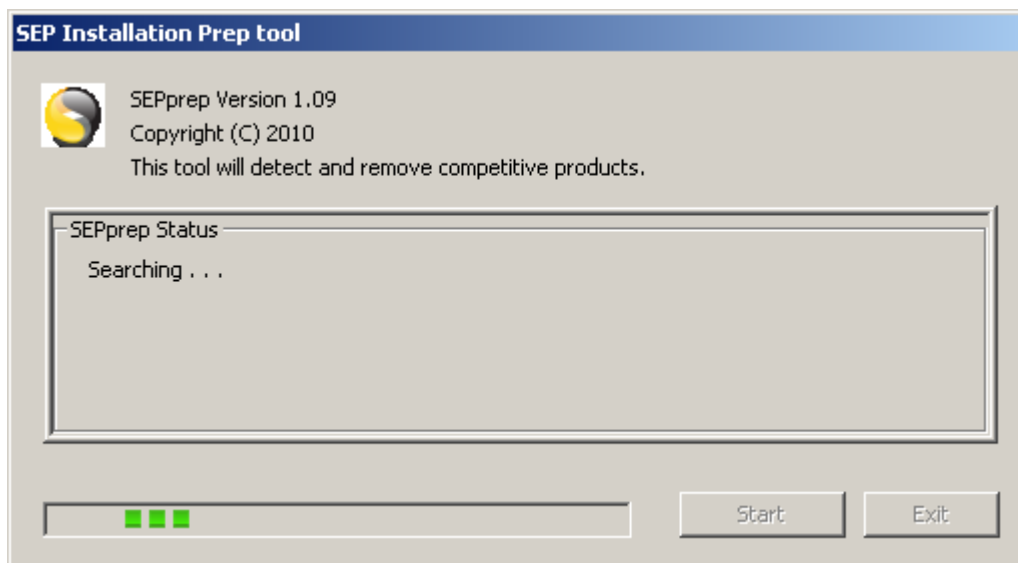 SEP Installation Prep tool
SEPprep Version 1.09
Copyright (C) 2010
This tool will detect and remove competitive products.
SEPprep Status
Searching . . .
Start
Exit